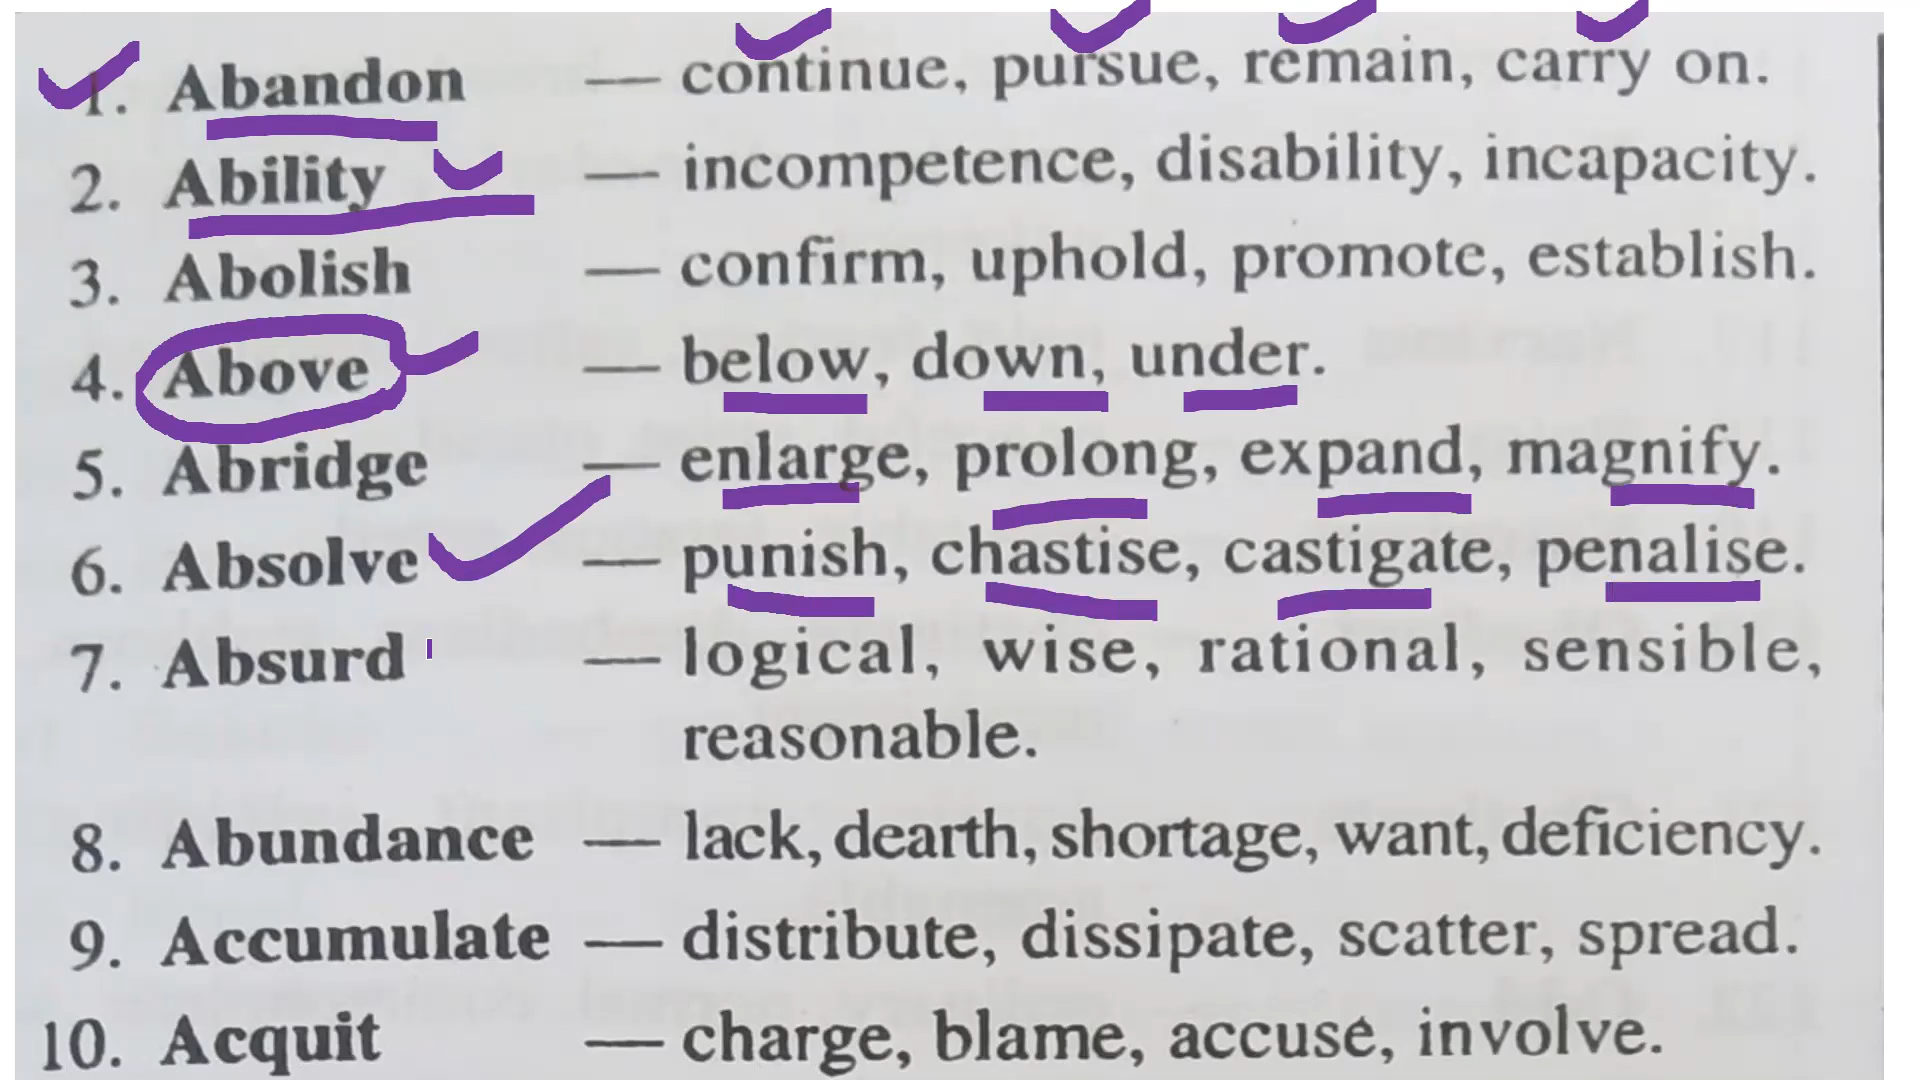 1. Abandon — continue, pursue, remain, carry on.
2. Ability — incompetence, disability, incapacity.
3. Abolish — confirm, uphold, promote, establish.
4. Above — below, down, under.
5. Abridge — enlarge, prolong, expand, magnify.
6. Absolve — punish, chastise, castigate, penalise.
7. Absurd — logical, wise, rational, sensible,
reasonable.
8. Abundance — lack, dearth, shortage, want, deficiency.
9. Accumulate — distribute, dissipate, scatter, spread.
10. Acquit — charge, blame, accuse, involve.